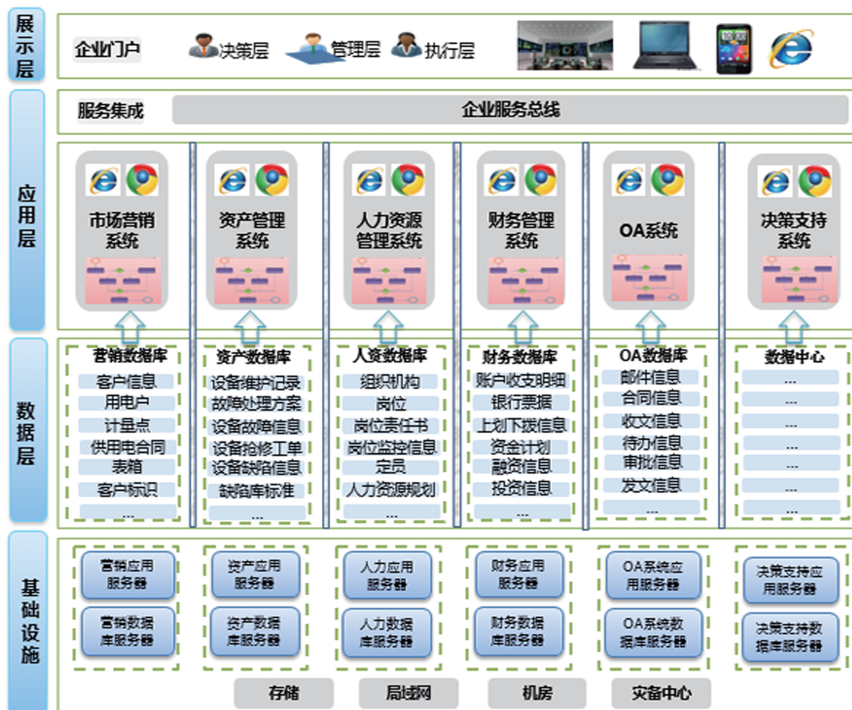 展示层
企业门户
决策层
管理层
执行层
应用层
服务集成
企业服务总线
市场营销
系统
资产管理
系统
人力资源
管理系统
财务管理
系统
OA系统
决策支持
系统
数据层
营销数据库
客户信息
用电户
计量点
供用电合同
表箱
客户标识
...
资产数据库
设备维护记录
故障处理方案
设备故障信息
设备抢修工单
设备缺陷信息
缺陷库标准
...
人资数据库
组织机构
岗位
岗位责任书
岗位监控信息
定员
人力资源规划
...
财务数据库
账户收支明细
银行票据
上划下拨信息
资金计划
融资信息
投资信息
...
OA数据库
邮件信息
合同信息
收文信息
待办信息
审批信息
发文信息
...
数据中心
...
...
...
...
...
...
...
基础设施
营销应用
服务器
营销数据
库服务器
资产应用
服务器
资产数据
库服务器
人力应用
服务器
人力数据
库服务器
财务应用
服务器
财务数据
库服务器
OA系统应
用服务器
OA系统数
据库服务器
决策支持应
用服务器
决策支持数
据库服务器
存储
局域网
机房
灾备中心